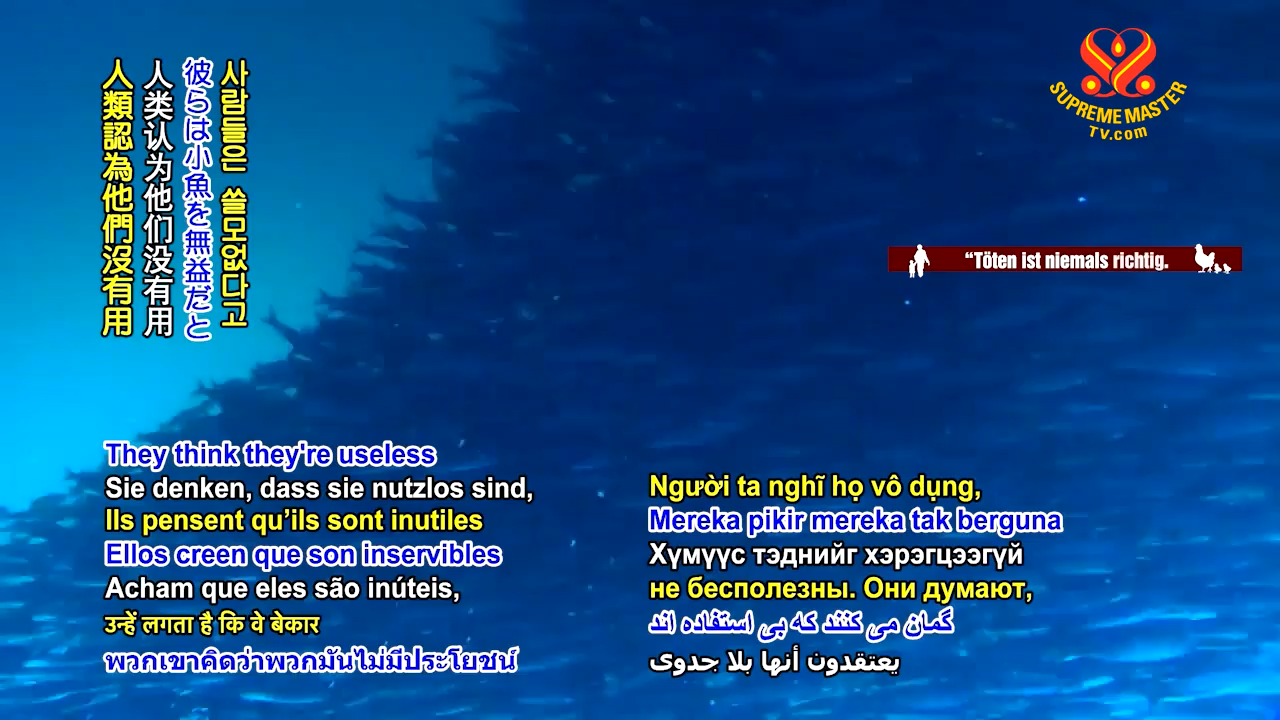 사람들은 쓸모없다고
彼らは小魚を無益だと
人类认为他们没有用
人類認為他們沒有用
SUPREME MASTER
TV.com
“Töten ist niemals richtig.
They think they're useless
Sie denken, dass sie nutzlos sind,
Ils pensent qu’ils sont inutiles
Ellos creen que son inservibles
Acham que eles são inúteis,
उन्हें लगता है कि वे बेकार
พวกเขาคิดว่าพวกมันไม่มีประโยชน์
Người ta nghĩ họ vô dụng,
Mereka pikir mereka tak berguna
Хүмүүс тэднийг хэрэгцээгүй
не бесполезны. Они думают,
گمان می کنند که بی استفاده اند
يعتقدون أنها بلا جدوى